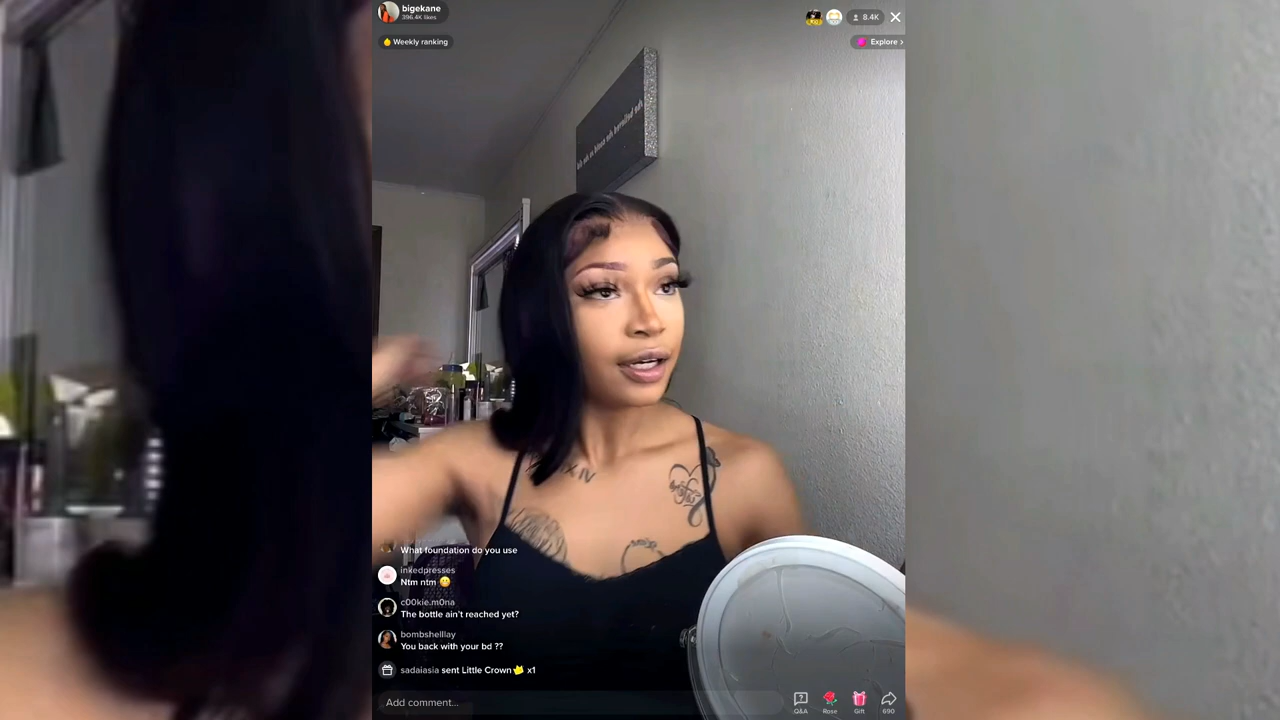 bigekane
396.4K likes
8.4K
Weekly ranking
Explore >
XIV
What foundation do you use
inkedpresses
Ntm ntm 😬
c00kie.m0na
The bottle ain't reached yet?
bombshelllay
You back with your bd ??
sadaiasia sent Little Crown x1
Add comment...
Q&A
Rose
Gift
690